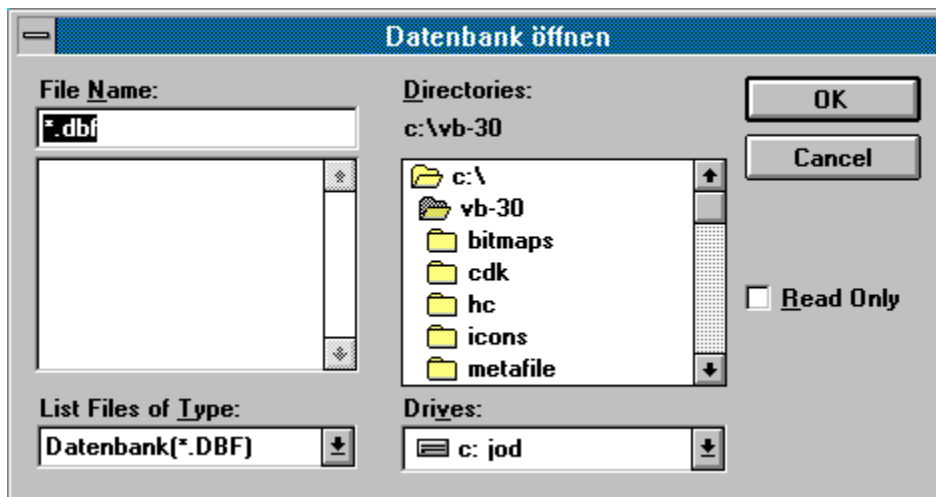 Datenbank öffnen
File Name:
*.dbf
List Files of Type:
Datenbank(*.DBF)
Directories:
c:\vb-30
c:\
vb-30
bitmaps
cdk
hc
icons
metafile
Drives:
c: jod
OK
Cancel
Read Only